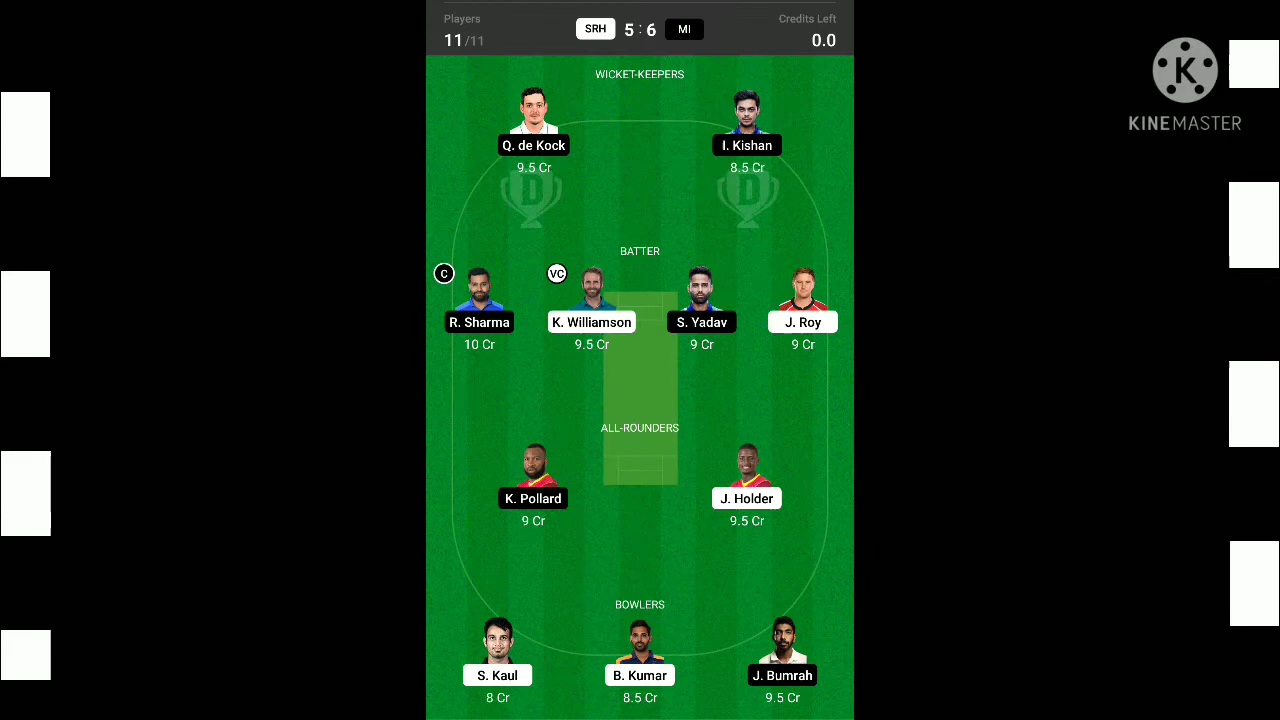 Players
11/11
SRH 5 : 6 MI
Credits Left
0.0
WICKET-KEEPERS
Q. de Kock
9.5 Cr
I. Kishan
8.5 Cr
D
D
BATTER
C
R. Sharma
10 Cr
VC
K. Williamson
9.5 Cr
S. Yadav
9 Cr
J. Roy
9 Cr
ALL-ROUNDERS
K. Pollard
9 Cr
J. Holder
9.5 Cr
BOWLERS
S. Kaul
8 Cr
B. Kumar
8.5 Cr
J. Bumrah
9.5 Cr
K
KINEMASTER